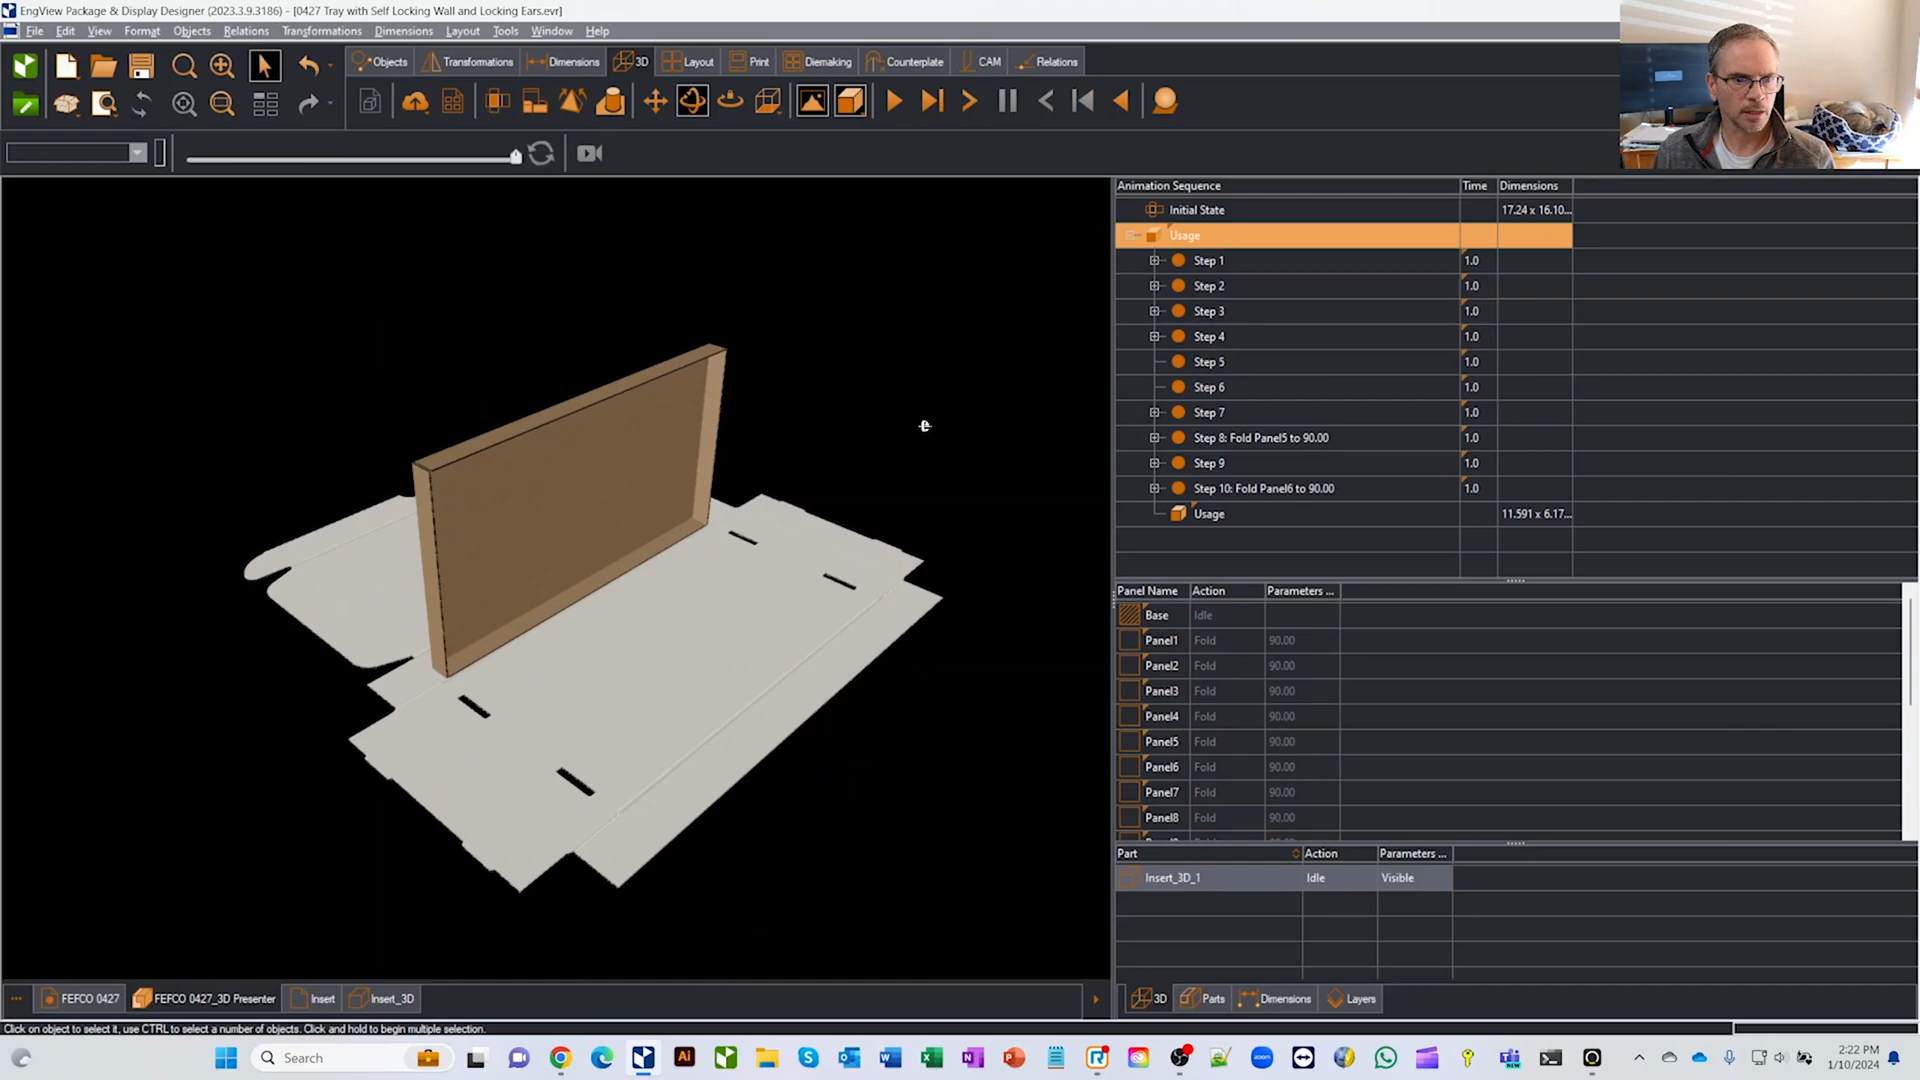 EngView Package & Display Designer (2023.3.9.3186) - [0427 Tray with Self Locking Wall and Locking Ears.evr]
File Edit View Format Objects Relations Transformations Dimensions Layout Tools Window Help
Objects Transformations Dimensions 3D Layout Print Diemaking Counterplate CAM Relations
Animation Sequence Time Dimensions
Initial State 17.24 x 16.10...
Usage
Step 1 1.0
Step 2 1.0
Step 3 1.0
Step 4 1.0
Step 5 1.0
Step 6 1.0
Step 7 1.0
Step 8: Fold Panel5 to 90.00 1.0
Step 9 1.0
Step 10: Fold Panel6 to 90.00 1.0
Usage 11.591 x 6.17...
Panel Name Action Parameters ...
Base Idle
Panel1 Fold 90.00
Panel2 Fold 90.00
Panel3 Fold 90.00
Panel4 Fold 90.00
Panel5 Fold 90.00
Panel6 Fold 90.00
Panel7 Fold 90.00
Panel8 Fold 90.00
Part Action Parameters ...
Insert_3D_1 Idle Visible
... FEFCO 0427 FEFCO 0427_3D Presenter Insert Insert_3D
3D Parts Dimensions Layers
Click on object to select it, use CTRL to select a number of objects. Click and hold to begin multiple selection.
Search
2:22 PM
1/10/2024